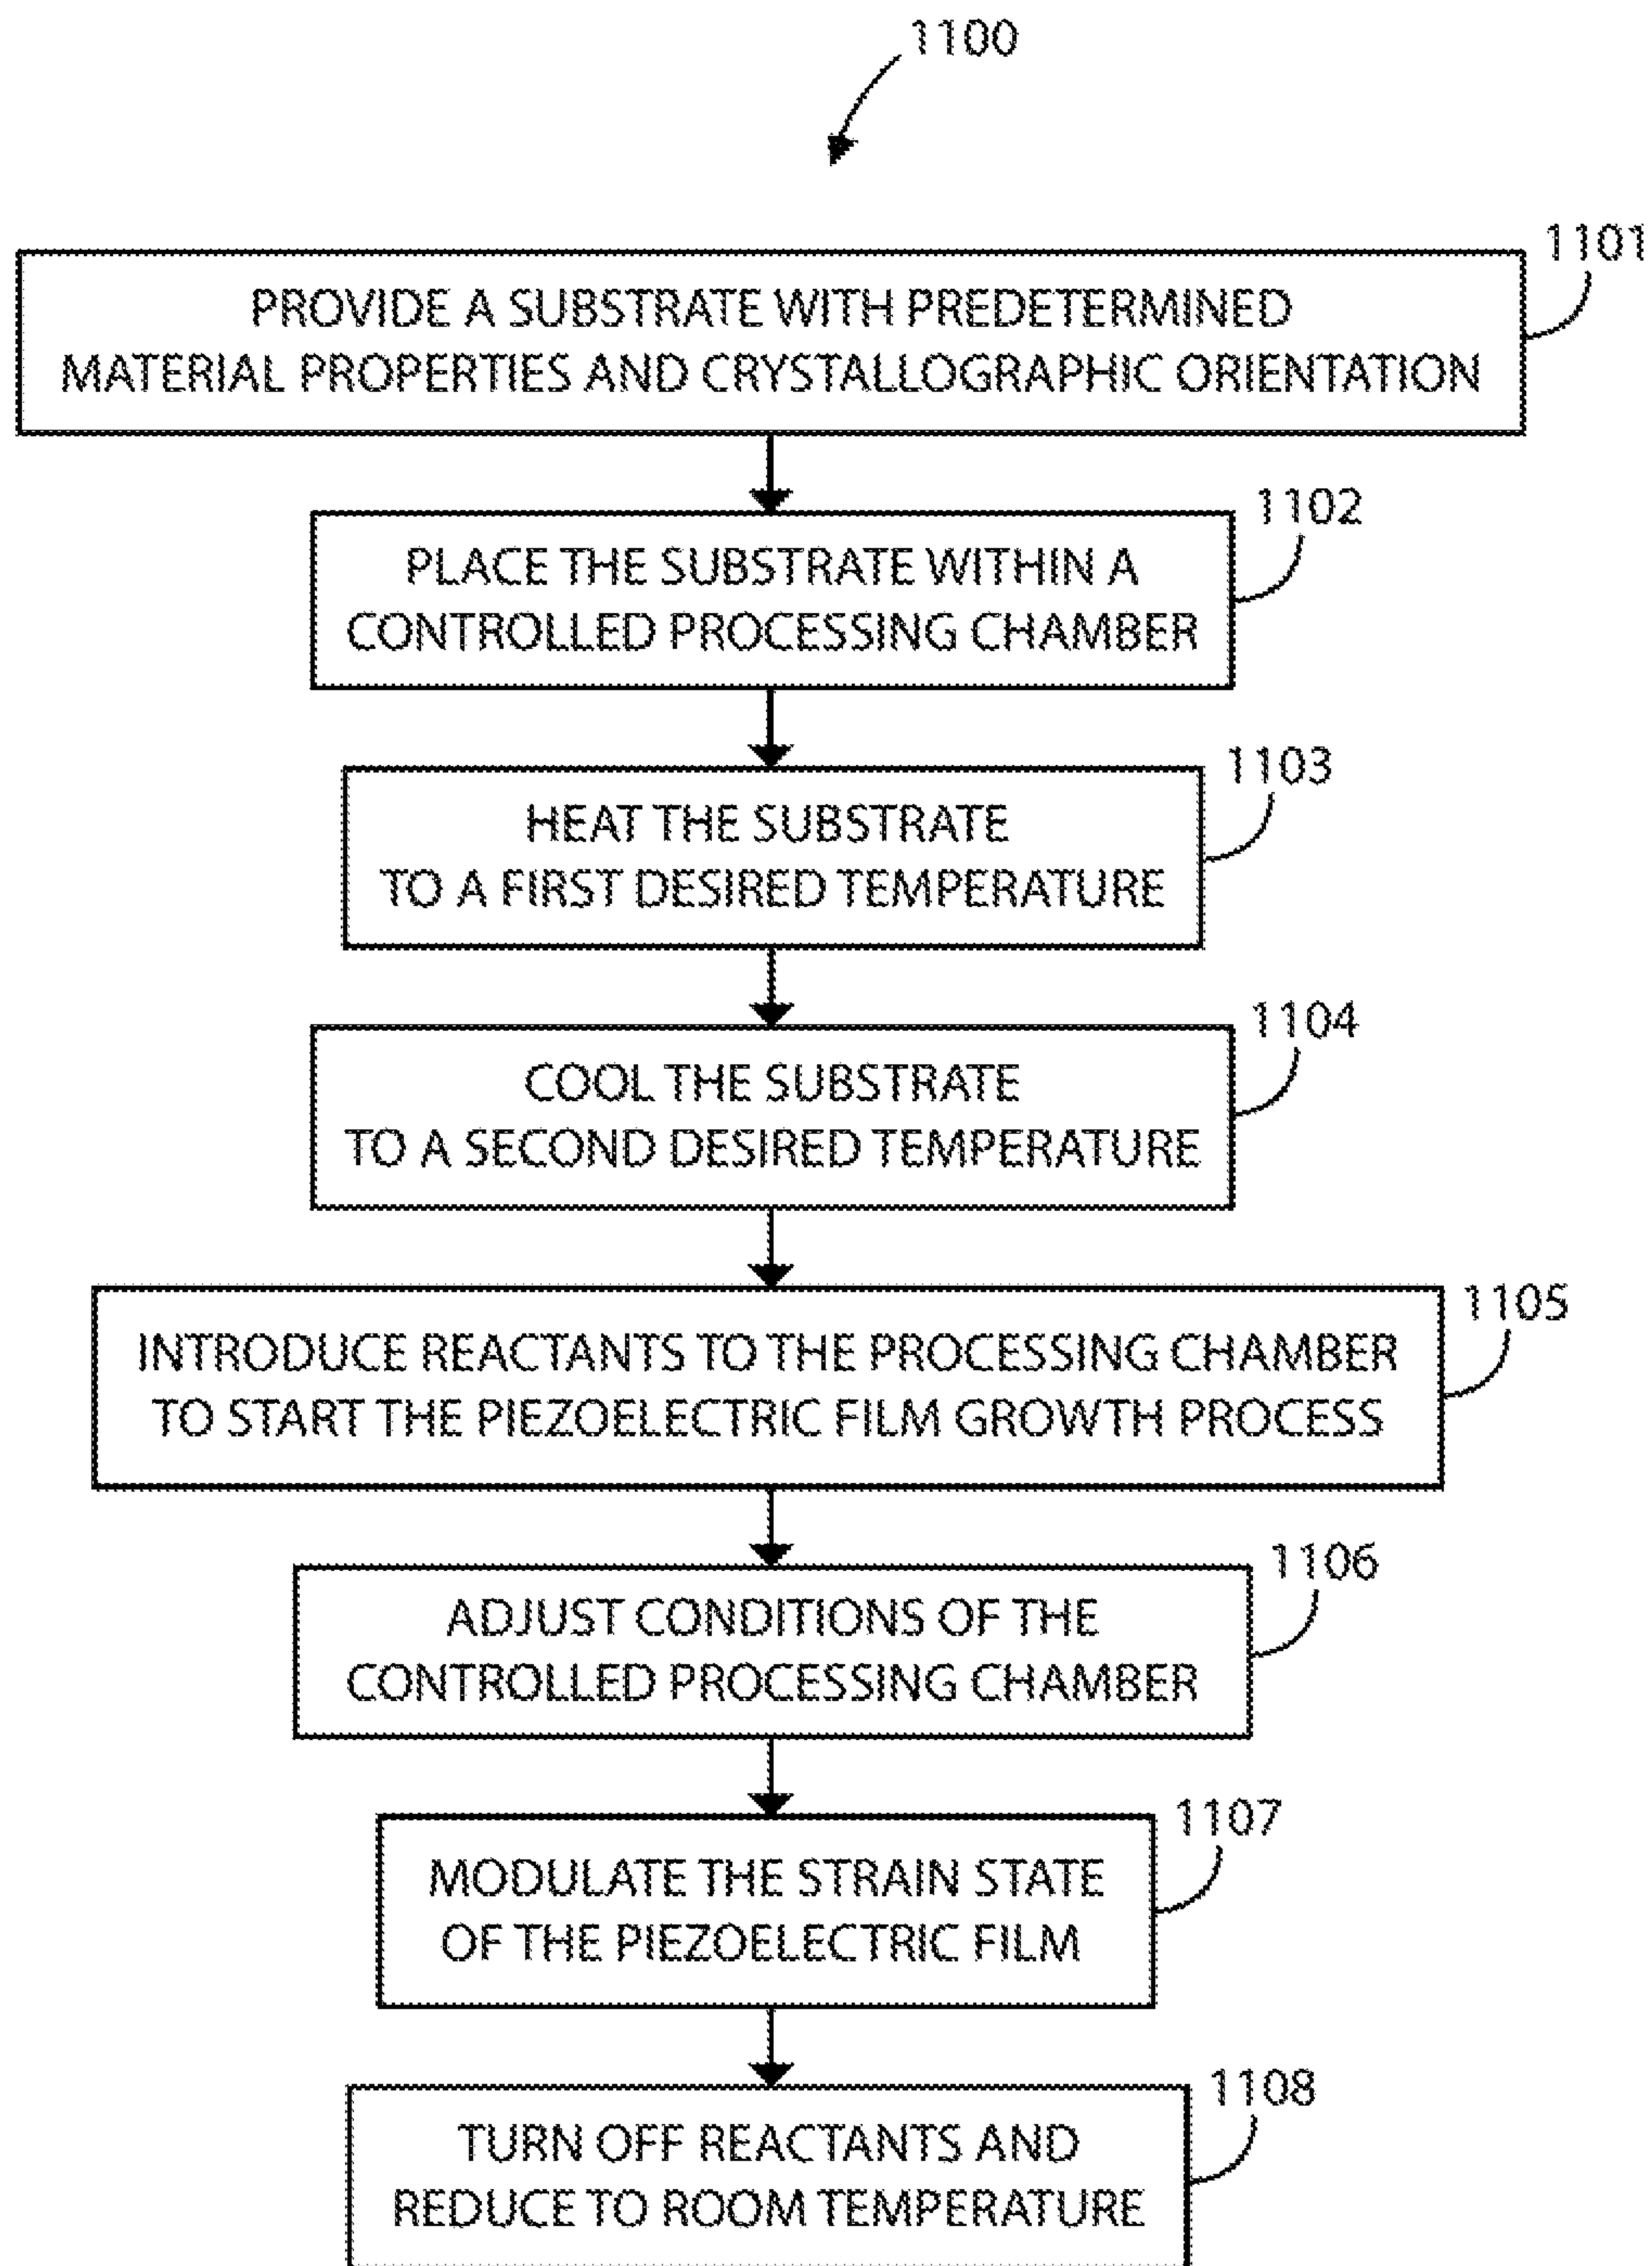 1100
1101
PROVIDE A SUBSTRATE WITH PREDETERMINED
MATERIAL PROPERTIES AND CRYSTALLOGRAPHIC ORIENTATION
1102
PLACE THE SUBSTRATE WITHIN A
CONTROLLED PROCESSING CHAMBER
1103
HEAT THE SUBSTRATE
TO A FIRST DESIRED TEMPERATURE
1104
COOL THE SUBSTRATE
TO A SECOND DESIRED TEMPERATURE
1105
INTRODUCE REACTANTS TO THE PROCESSING CHAMBER
TO START THE PIEZOELECTRIC FILM GROWTH PROCESS
1106
ADJUST CONDITIONS OF THE
CONTROLLED PROCESSING CHAMBER
1107
MODULATE THE STRAIN STATE
OF THE PIEZOELECTRIC FILM
1108
TURN OFF REACTANTS AND
REDUCE TO ROOM TEMPERATURE